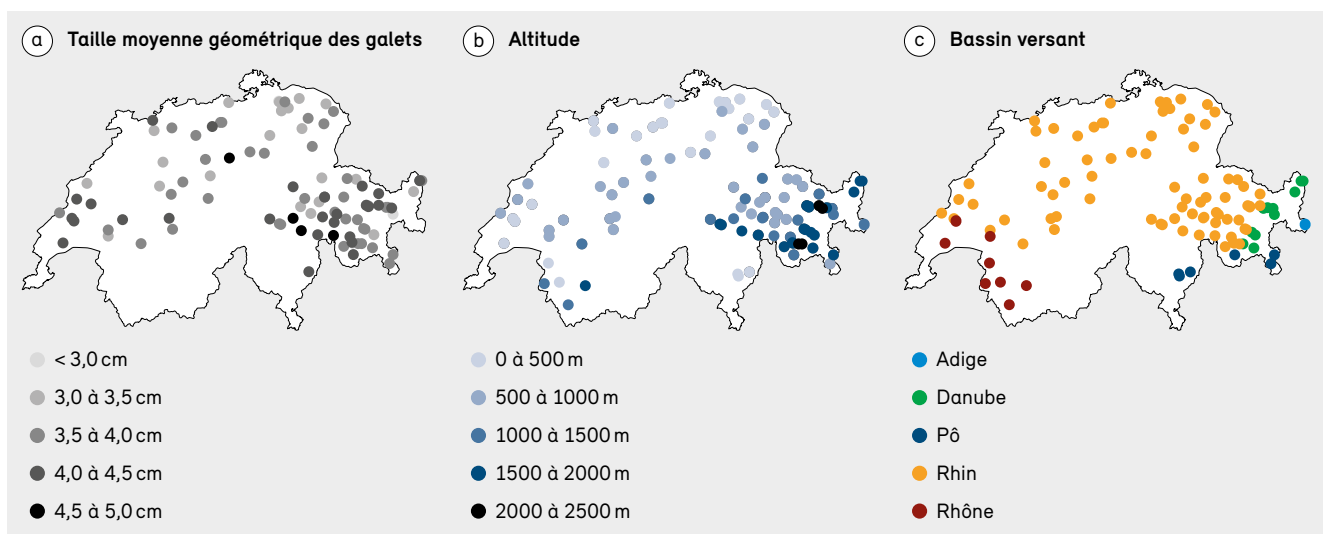 a Taille moyenne géométrique des galets
< 3,0 cm
3,0 à 3,5 cm
3,5 à 4,0 cm
4,0 à 4,5 cm
4,5 à 5,0 cm
b Altitude
0 à 500 m
500 à 1000 m
1000 à 1500 m
1500 à 2000 m
2000 à 2500 m
c Bassin versant
Adige
Danube
Pô
Rhin
Rhône